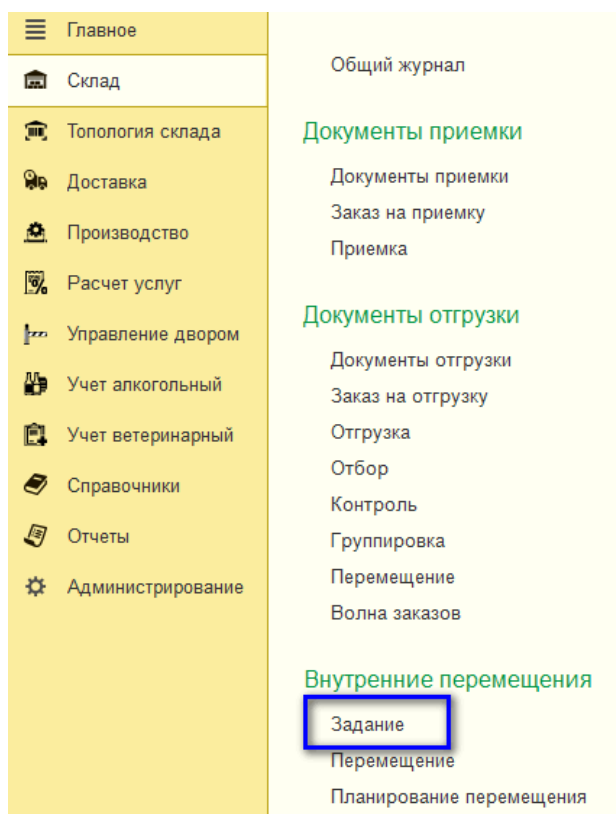 Главное
Склад
Топология склада
Доставка
Производство
Расчет услуг
Управление двором
Учет алкогольный
Учет ветеринарный
Справочники
Отчеты
Администрирование
Общий журнал
Документы приемки
Документы приемки
Заказ на приемку
Приемка
Документы отгрузки
Документы отгрузки
Заказ на отгрузку
Отгрузка
Отбор
Контроль
Группировка
Перемещение
Волна заказов
Внутренние перемещения
Задание
Перемещение
Планирование перемещения